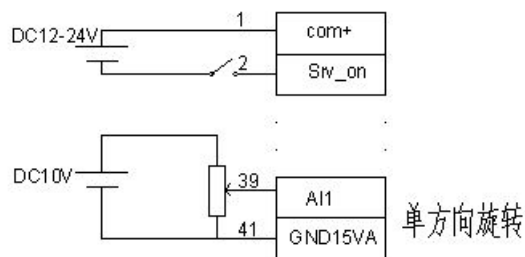 1
DC12-24V
com+
2
Srv_on
DC10V
39
AI1
41
GND15VA
单方向旋转